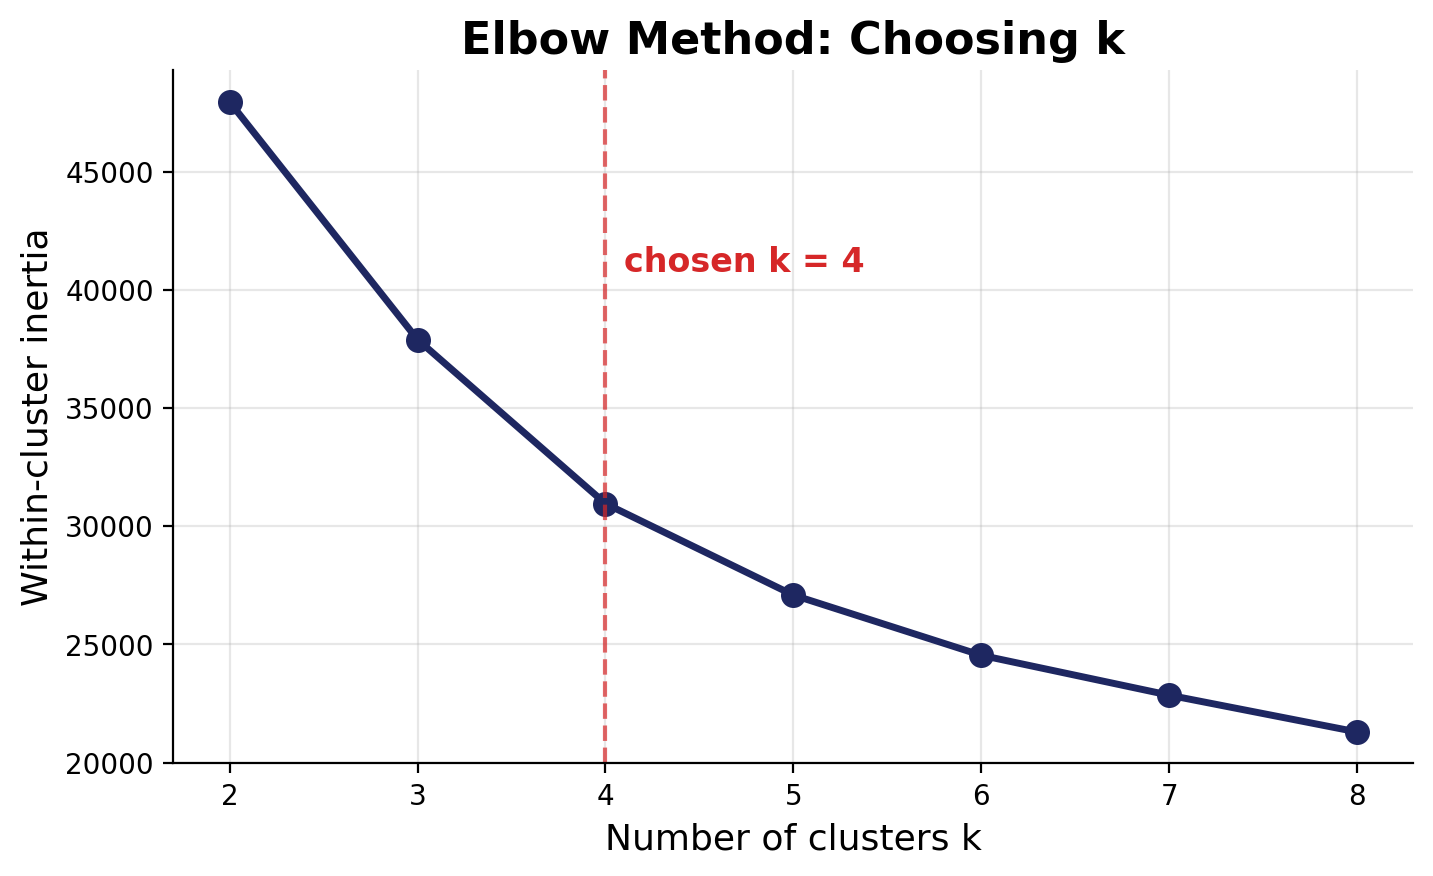 Elbow Method: Choosing k
Within-cluster inertia
45000
40000
35000
30000
25000
20000
chosen k = 4
2 3 4 5 6 7 8
Number of clusters k